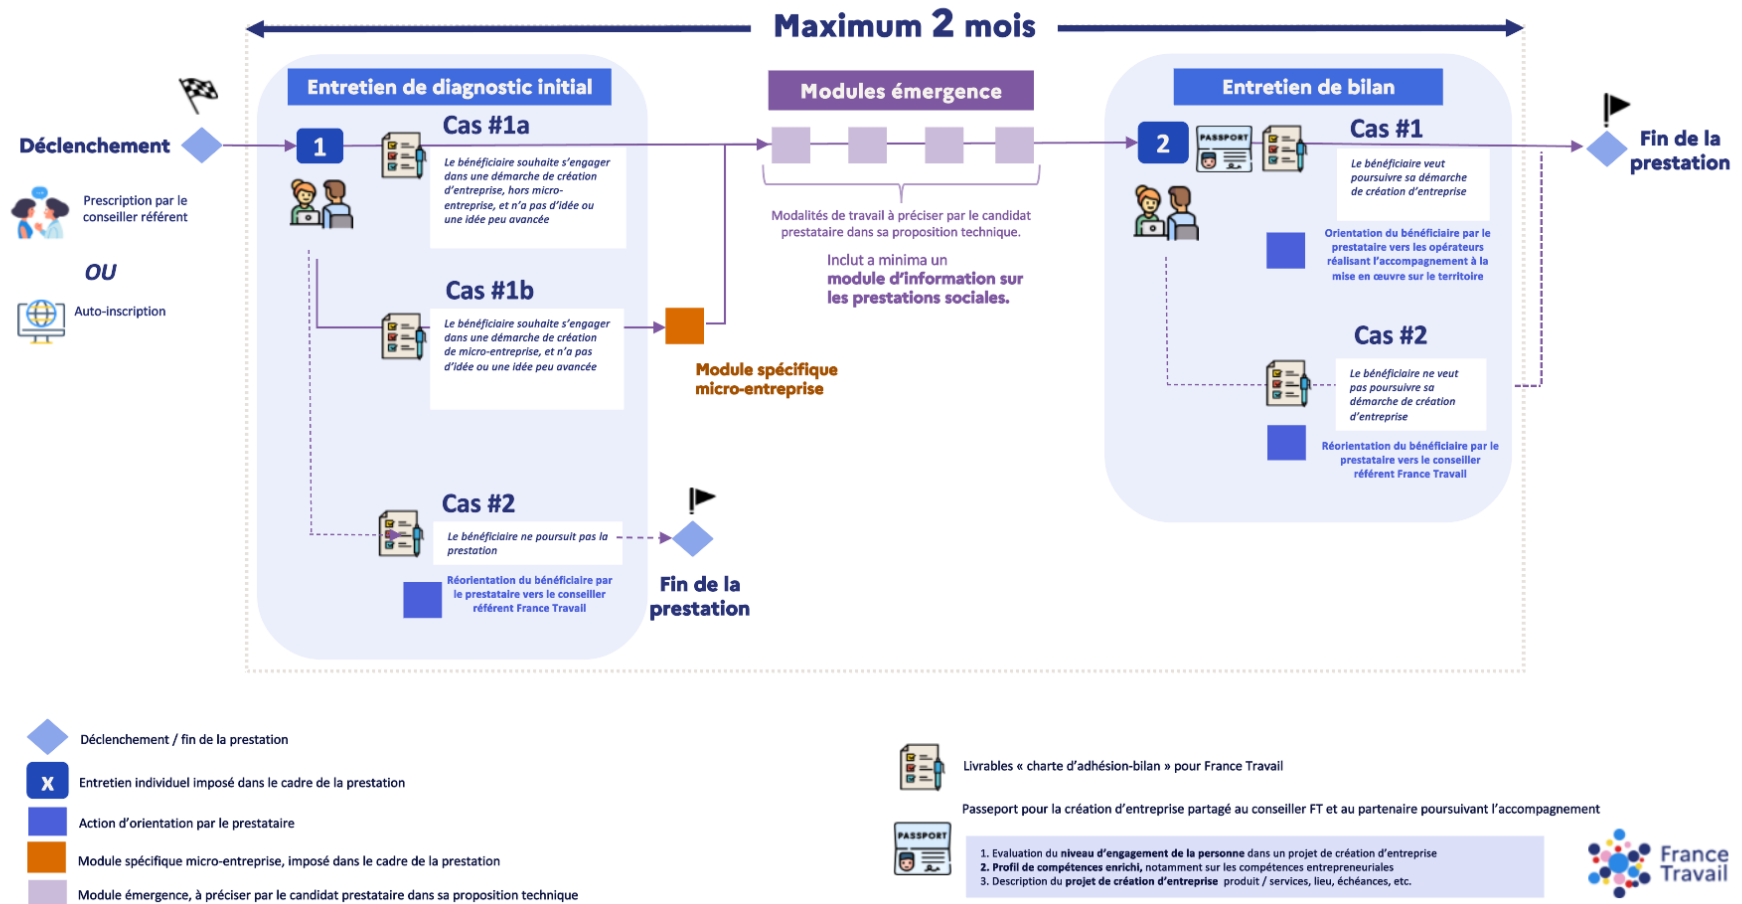 Maximum 2 mois
Entretien de diagnostic initial
Modules émergence
Entretien de bilan
Déclenchement
1
Cas #1a
Le bénéficiaire souhaite s'engager
dans une démarche de création
d'entreprise, hors micro-
entreprise, et n'a pas d'idée ou
une idée peu avancée
2
PASSPORT
Cas #1
Le bénéficiaire veut
poursuivre sa démarche
de création d'entreprise
Fin de la
prestation
Prescription par le
conseiller référent
OU
Auto-inscription
Modalités de travail à préciser par le candidat
prestataire dans sa proposition technique.
Inclut a minima un
module d'information sur
les prestations sociales.
Orientation du bénéficiaire par le
prestataire vers les opérateurs
réalisant l'accompagnement à la
mise en œuvre sur le territoire
Cas #1b
Le bénéficiaire souhaite s'engager
dans une démarche de création
de micro-entreprise, et n'a pas
d'idée ou une idée peu avancée
Module spécifique
micro-entreprise
Cas #2
Le bénéficiaire ne veut
pas poursuivre sa
démarche de création
d'entreprise
Réorientation du bénéficiaire par le
prestataire vers le conseiller
référent France Travail
Cas #2
Le bénéficiaire ne poursuit pas la
prestation
Réorientation du bénéficiaire par
le prestataire vers le conseiller
référent France Travail
Fin de la
prestation
Déclenchement / fin de la prestation
X
Entretien individuel imposé dans le cadre de la prestation
Action d'orientation par le prestataire
Module spécifique micro-entreprise, imposé dans le cadre de la prestation
Module émergence, à préciser par le candidat prestataire dans sa proposition technique
Livrables « charte d'adhésion-bilan » pour France Travail
Passeport pour la création d'entreprise partagé au conseiller FT et au partenaire poursuivant l'accompagnement
PASSPORT
1. Evaluation du niveau d'engagement de la personne dans un projet de création d'entreprise
2. Profil de compétences enrichi, notamment sur les compétences entrepreneuriales
3. Description du projet de création d'entreprise produit / services, lieu, échéances, etc.
France
Travail